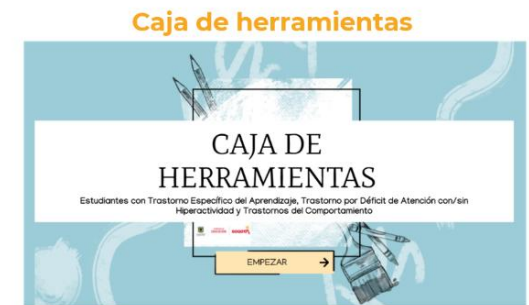 Caja de herramientas
CAJA DE
HERRAMIENTAS
Estudiantes con Trastorno Específico del Aprendizaje, Trastorno por Déficit de Atención con/sin
Hiperactividad y Trastornos del Comportamiento
EMPEZAR